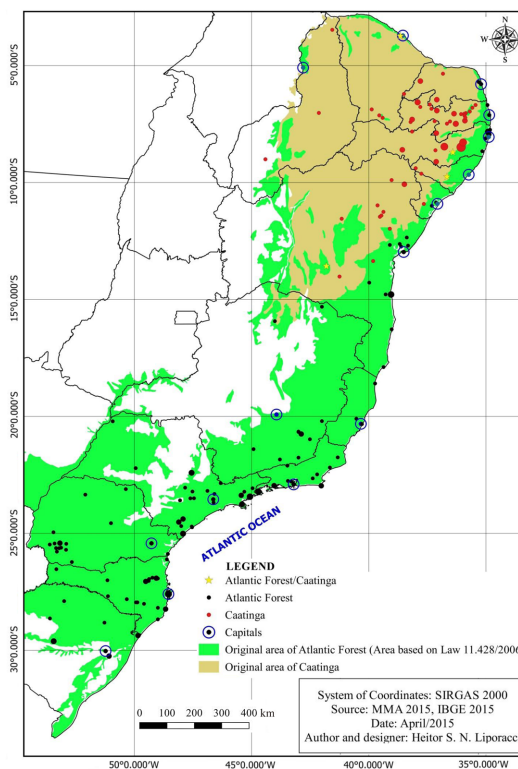 N
W
E
S
5°0.000'S
10°0.000'S
15°0.000'S
20°0.000'S
25°0.000'S
30°0.000'S
ATLANTIC OCEAN
LEGEND
Atlantic Forest/Caatinga
Atlantic Forest
Caatinga
Capitals
Original area of Atlantic Forest (Area based on Law 11.428/2006
Original area of Caatinga
System of Coordinates: SIRGAS 2000
Source: MMA 2015, IBGE 2015
Date: April/2015
Author and designer: Heitor S. N. Liporacci
100 0 100 200 300 400 km
50°0.000'W 45°0.000'W 40°0.000'W 35°0.000'W